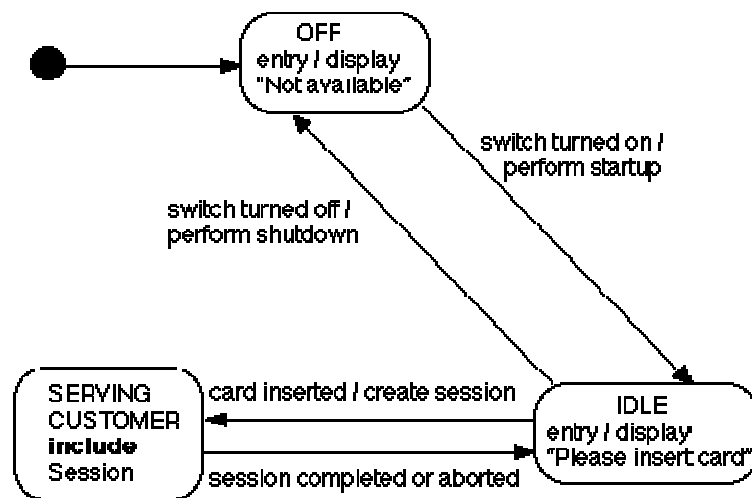 OFF
entry / display
"Not available"
switch turned on /
perform startup
switch turned off /
perform shutdown
SERVING
CUSTOMER
include
Session
card inserted / create session
session completed or aborted
IDLE
entry / display
"Please insert card"